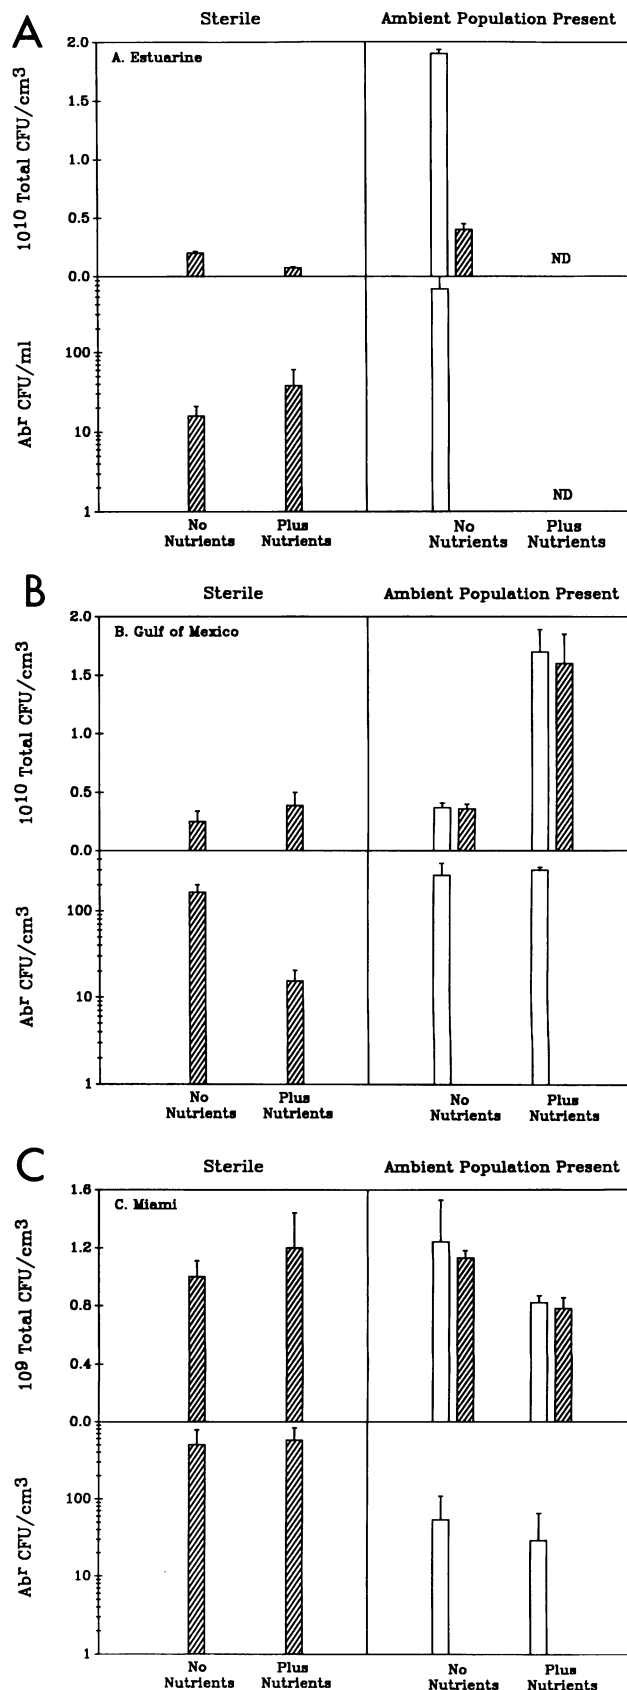 A
Sterile Ambient Population Present
A. Estuarine
10¹⁰ Total CFU/cm³
2.0
1.5
1.0
0.5
0.0
ND
Abʳ CFU/ml
100
10
1
ND
No Nutrients
Plus Nutrients
No Nutrients
Plus Nutrients
B
Sterile Ambient Population Present
B. Gulf of Mexico
10¹⁰ Total CFU/cm³
2.0
1.5
1.0
0.5
0.0
Abʳ CFU/cm³
100
10
1
No Nutrients
Plus Nutrients
No Nutrients
Plus Nutrients
C
Sterile Ambient Population Present
C. Miami
10⁹ Total CFU/cm³
1.6
1.2
0.8
0.4
0.0
Abʳ CFU/cm³
100
10
1
No Nutrients
Plus Nutrients
No Nutrients
Plus Nutrients